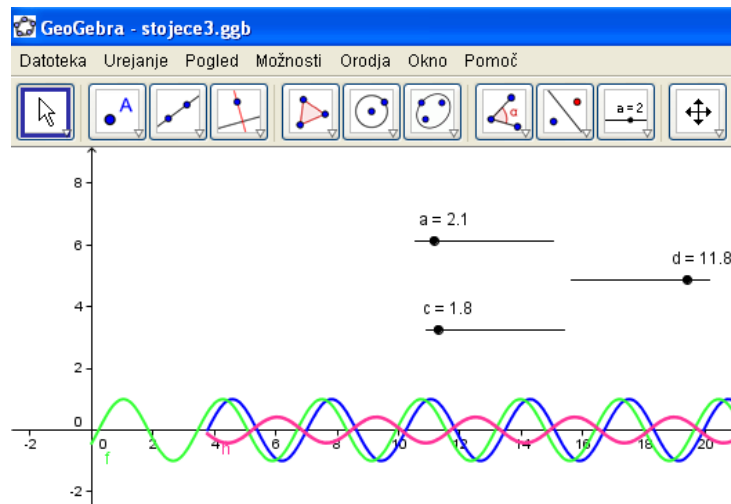 GeoGebra - stojece3.ggb
Datoteka Urejanje Pogled Možnosti Orodja Okno Pomoč
A α a = 2
8
a = 2.1
6
d = 11.8
4
c = 1.8
2
0
-2 0 2 4 6 8 10 12 14 16 18 20
f h
-2